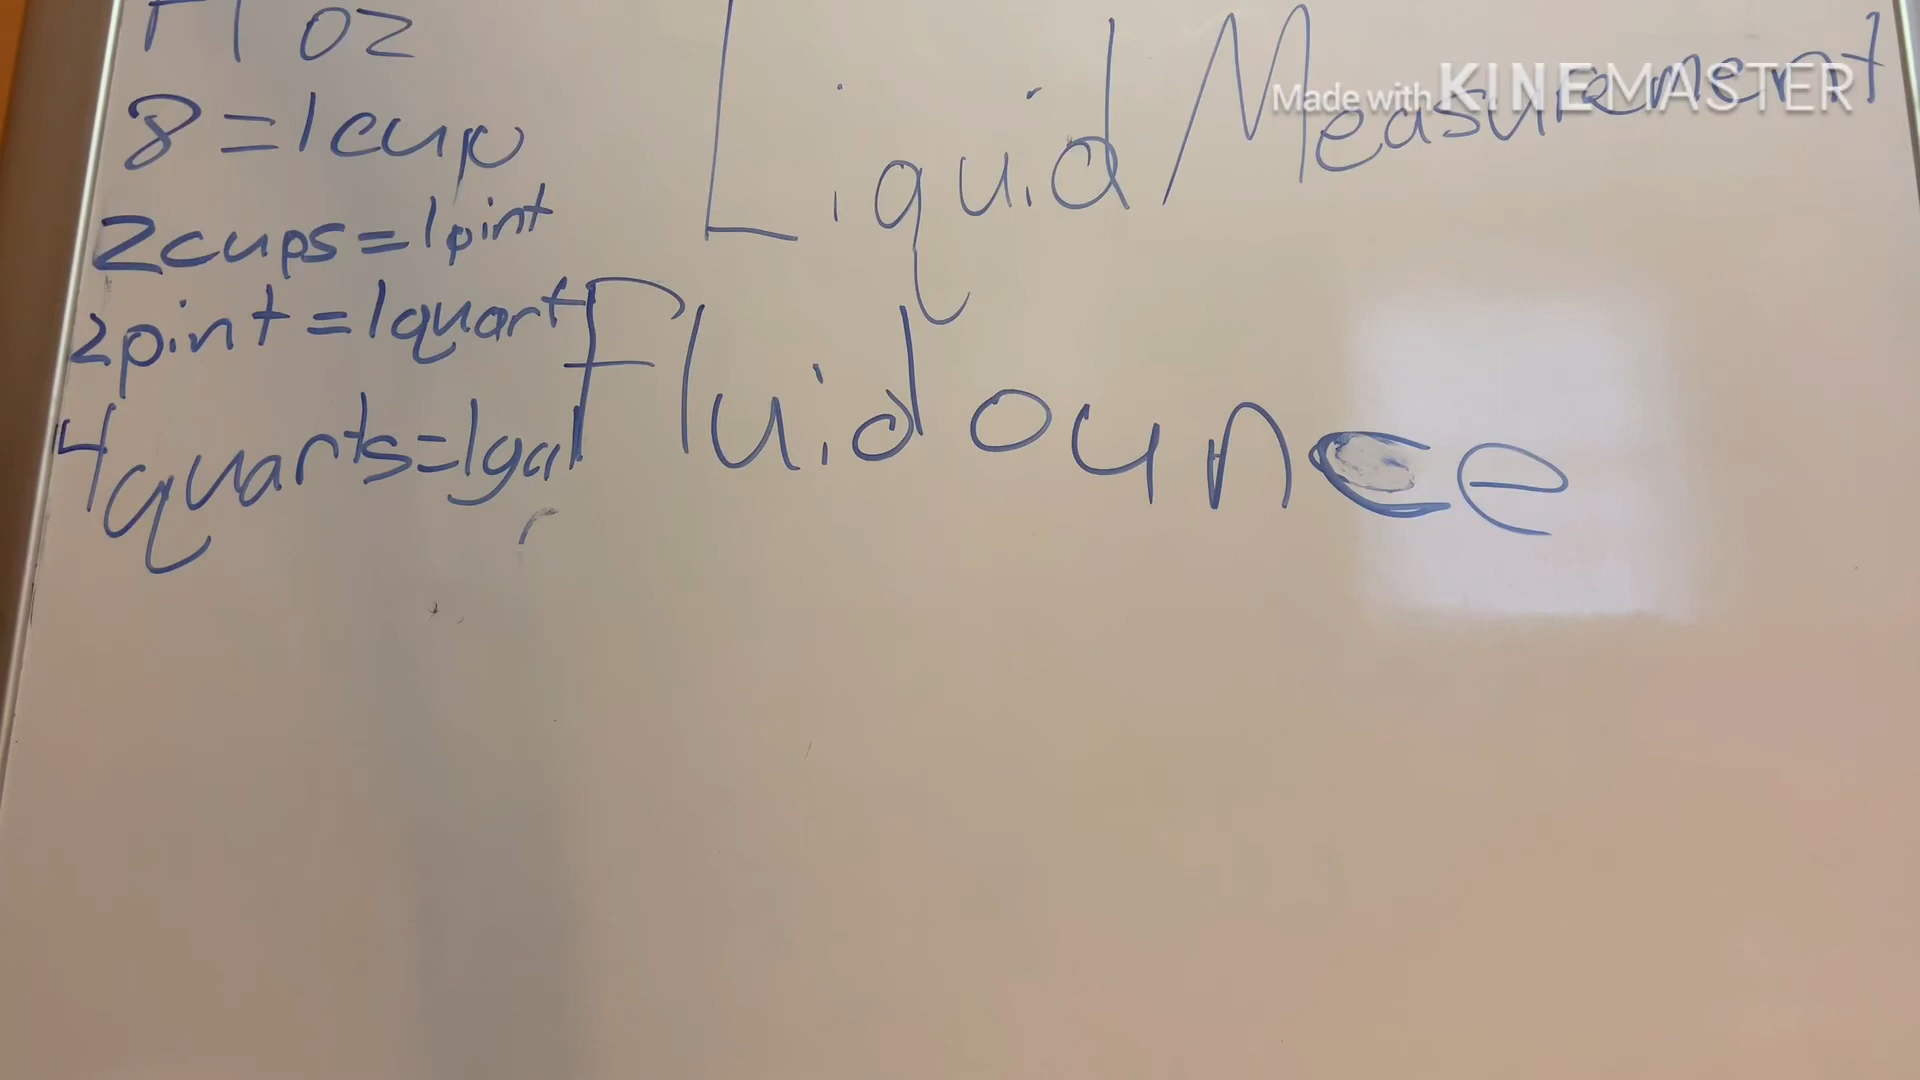 Fl oz
8 = 1 cup
2 cups = 1 pint
2 pint = 1 quart
4 quarts = 1 gal
Liquid Measurement
Fluid ounce
Made with KINEMASTER